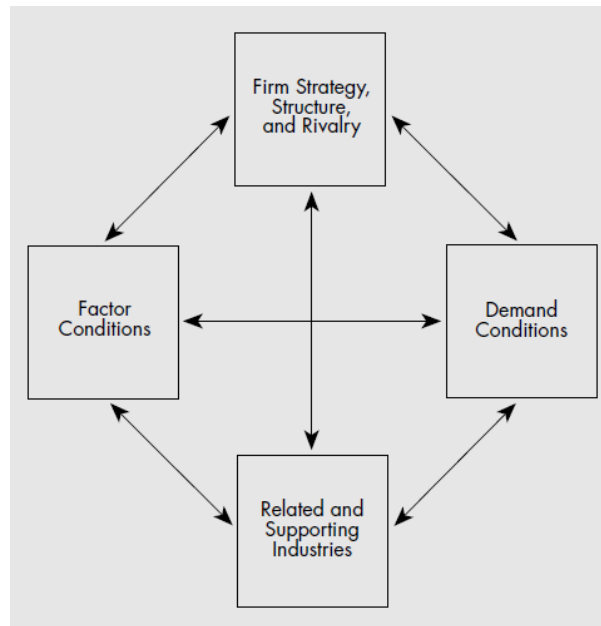 Firm Strategy,
Structure,
and Rivalry
Factor
Conditions
Demand
Conditions
Related and
Supporting
Industries